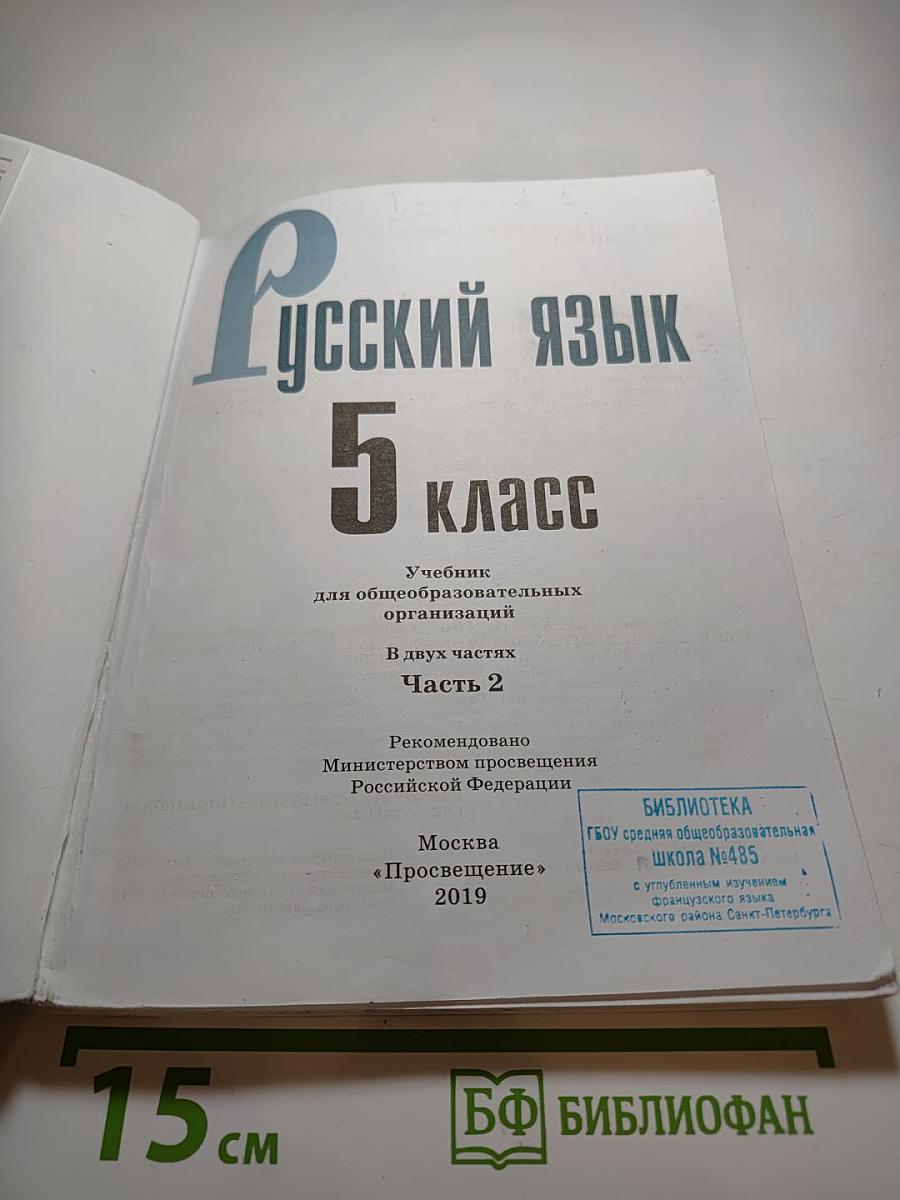 Русский язык
5 класс
Учебник
для общеобразовательных
организаций
В двух частях
Часть 2
Рекомендовано
Министерством просвещения
Российской Федерации
Москва
«Просвещение»
2019
БИБЛИОТЕКА
ГБОУ средняя общеобразовательная
школа №485
с углубленным изучением
французского языка
Московского района Санкт-Петербурга
15 см
БФ БИБЛИОФАН